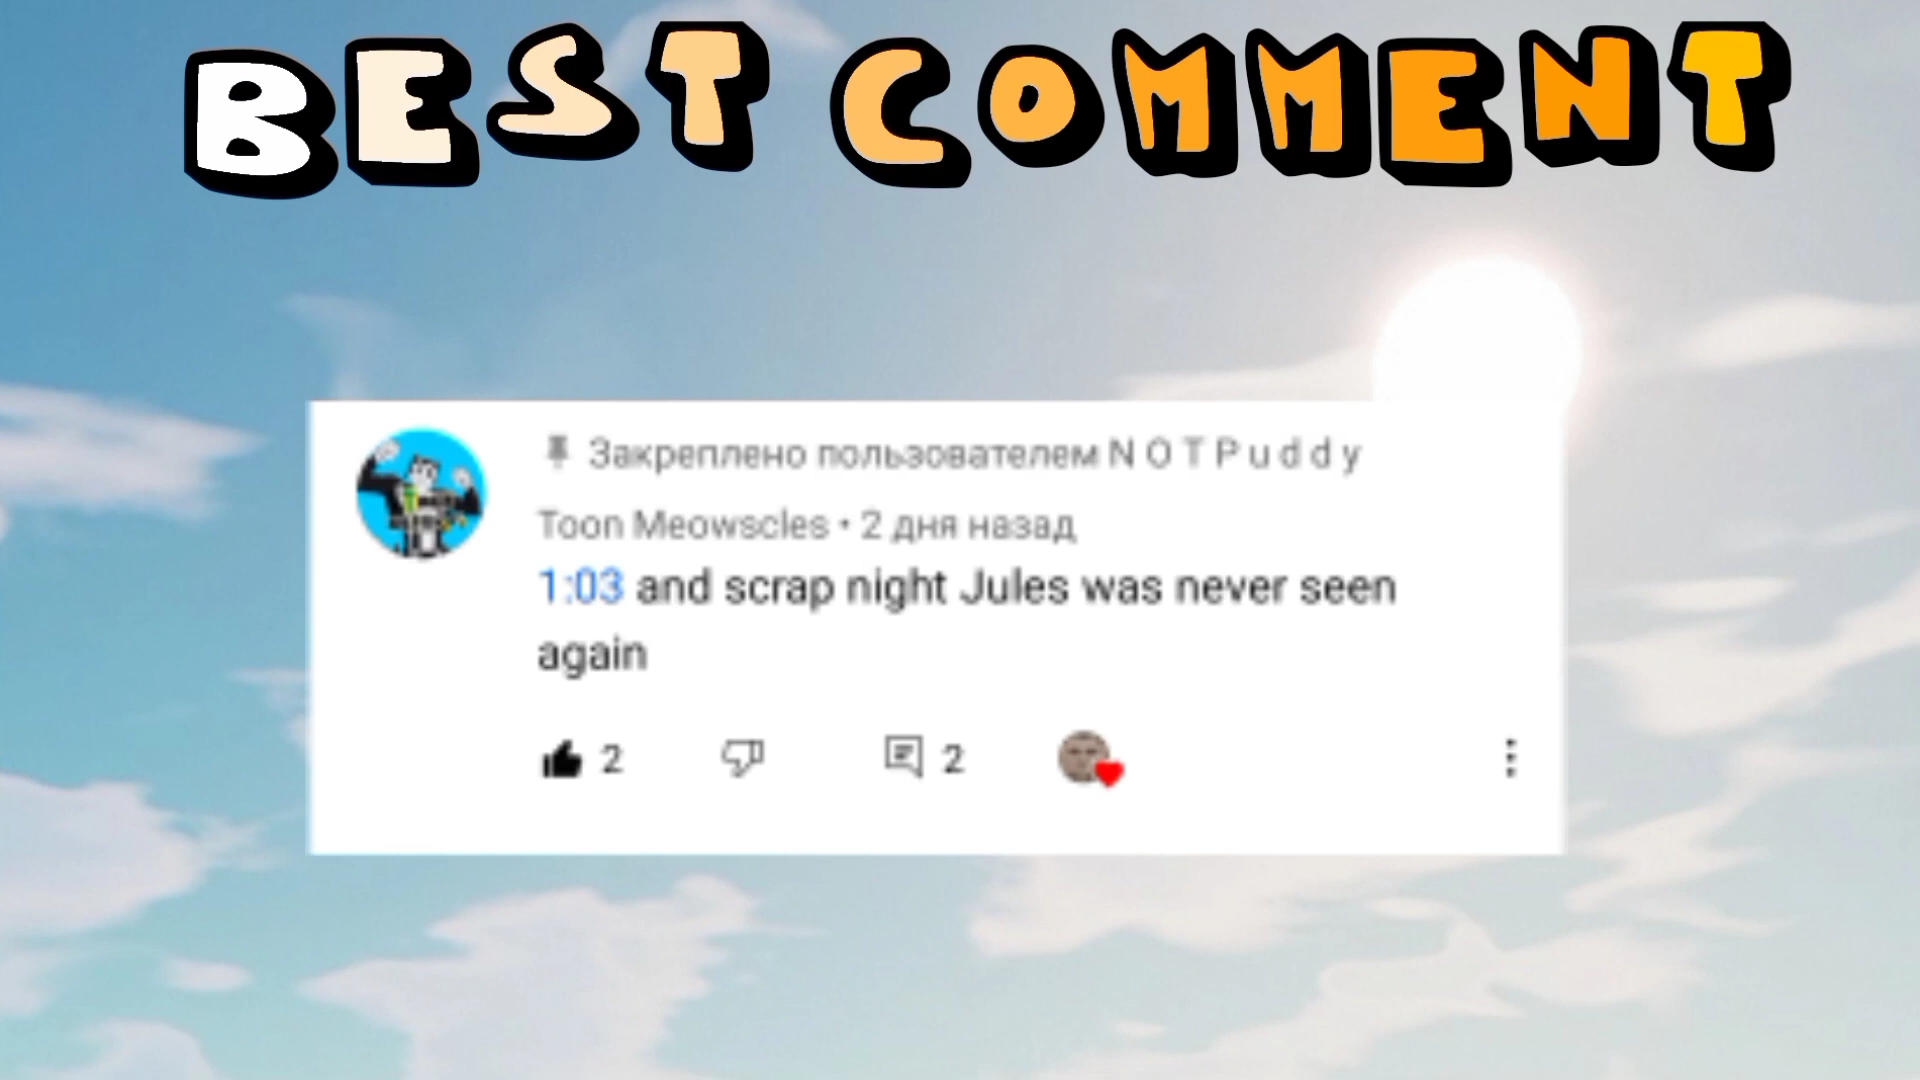 BEST COMMENT
Закреплено пользователем N O T P u d d y
Toon Meowscles • 2 дня назад
1:03 and scrap night Jules was never seen
again
2 2